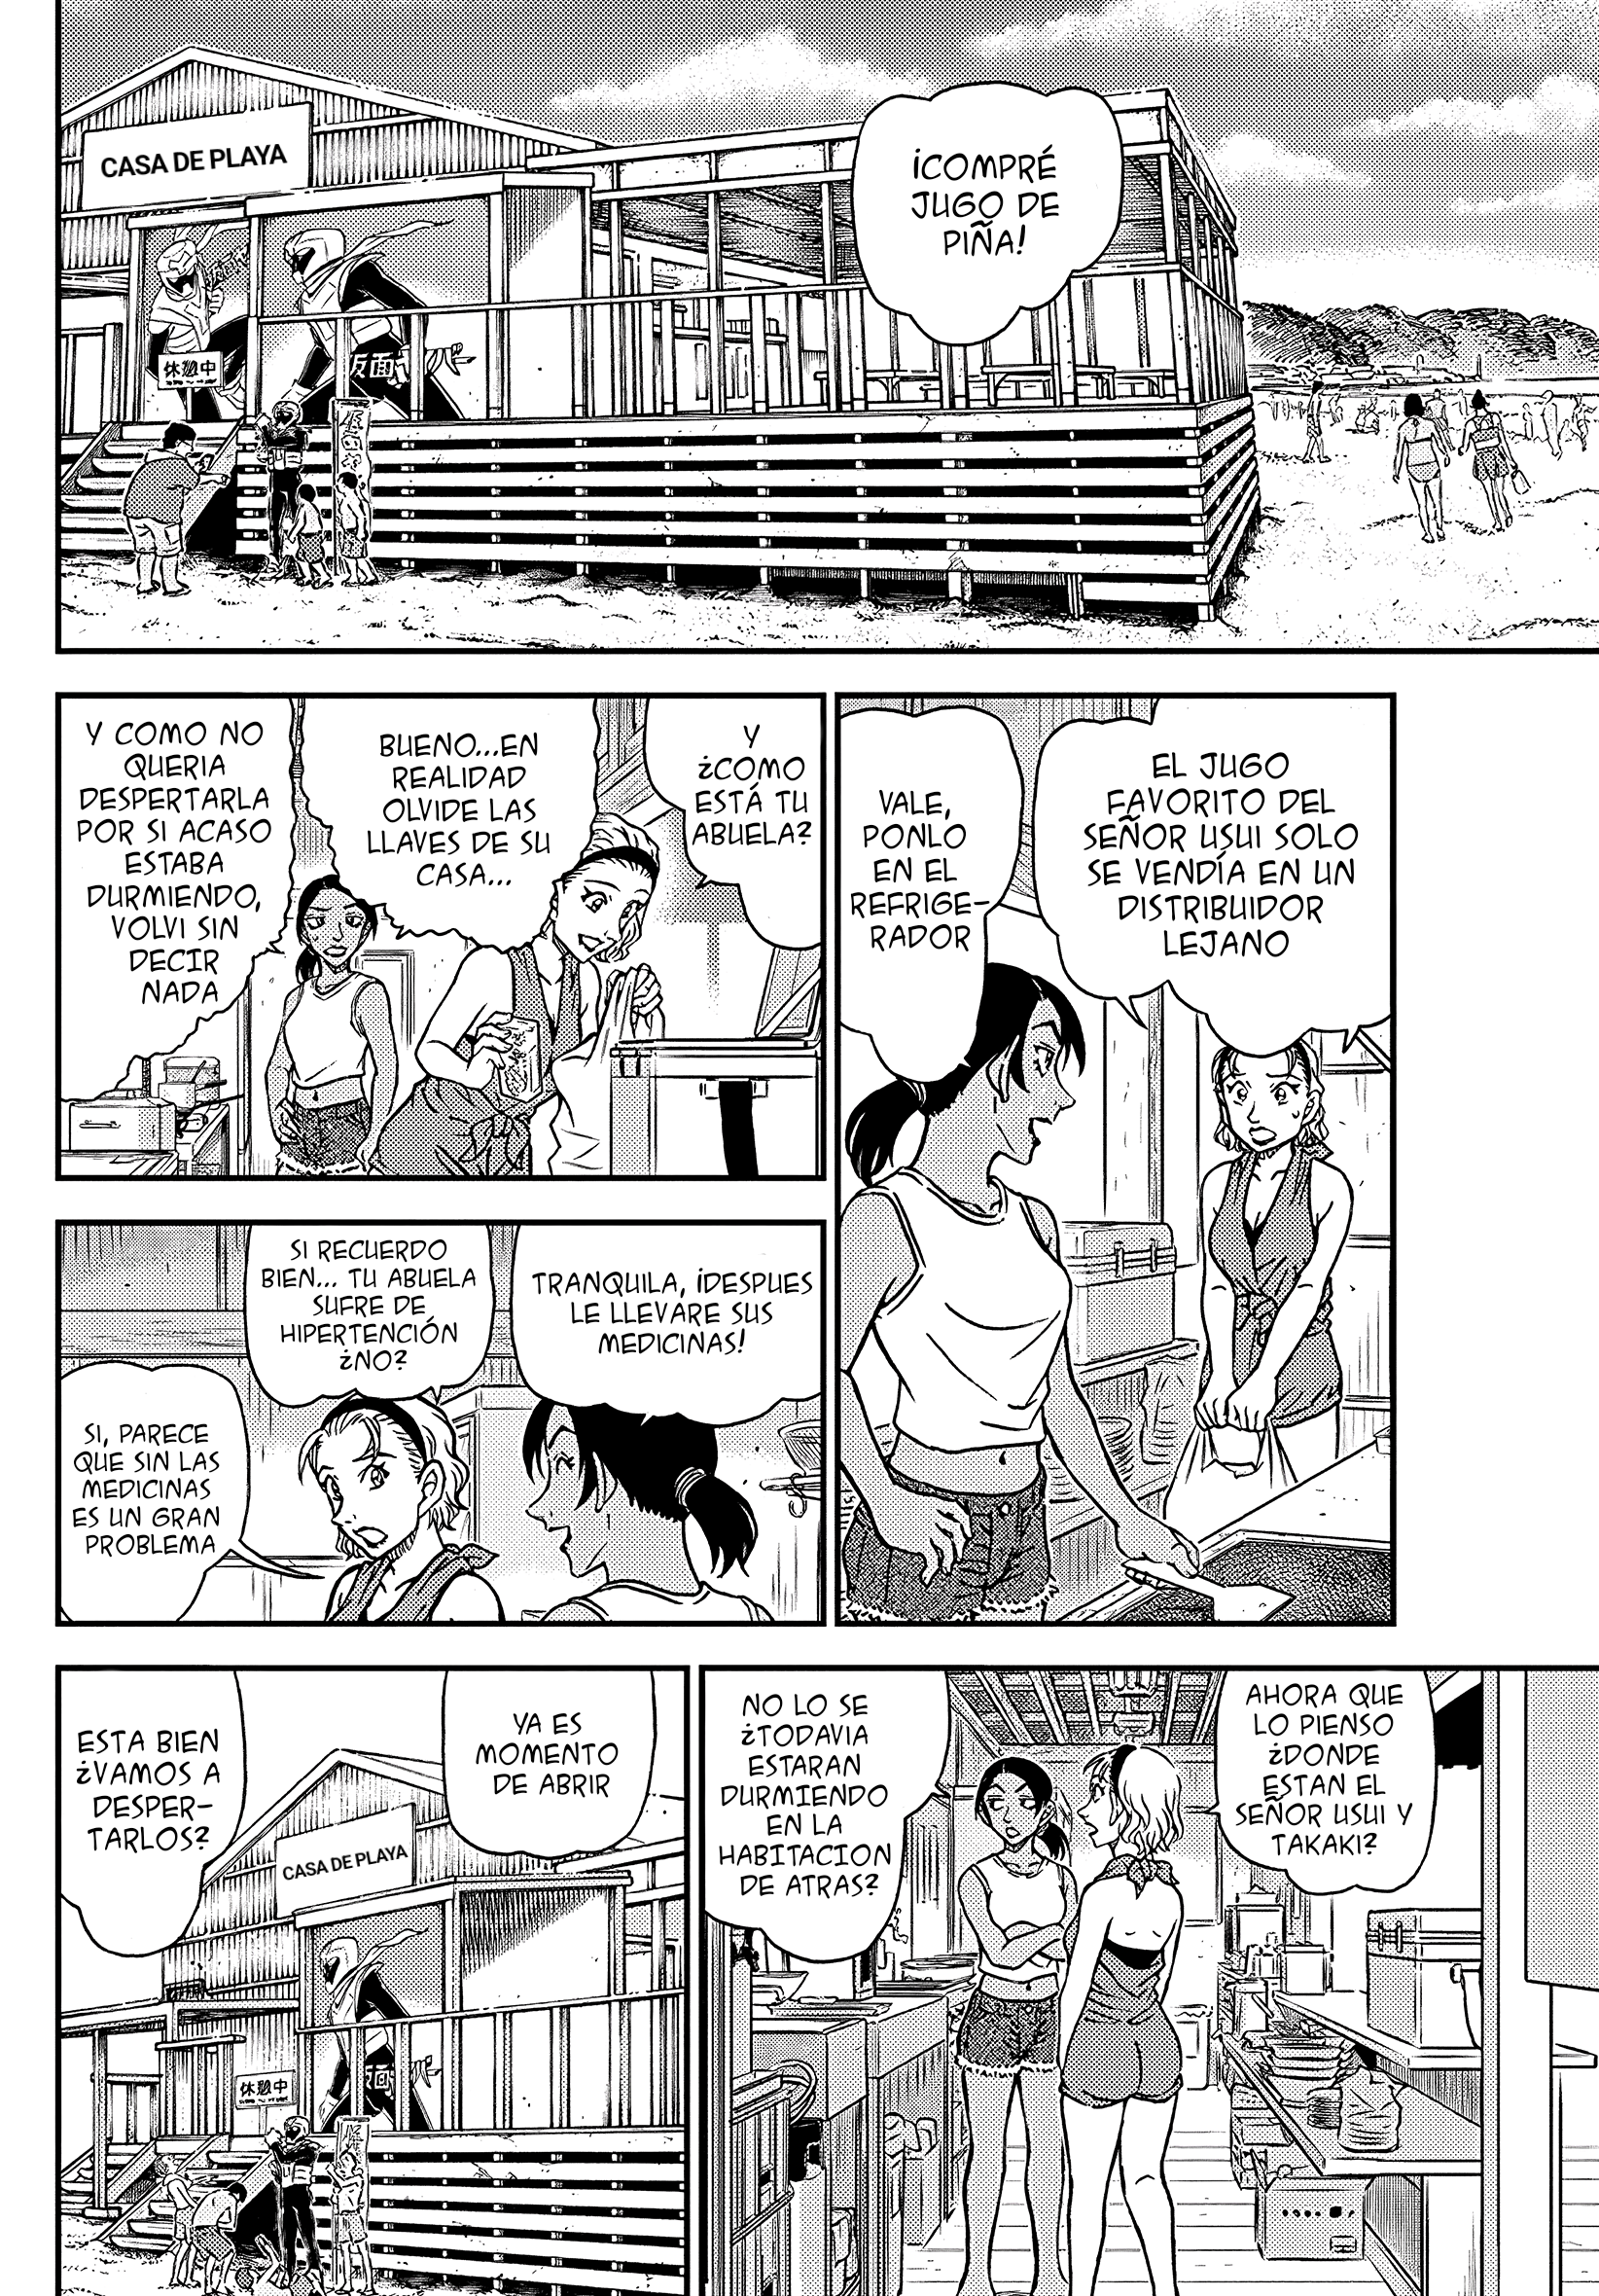 CASA DE PLAYA
¡COMPRÉ
JUGO DE
PIÑA!
休憩中
仮面
EL JUGO
FAVORITO DEL
SEÑOR USUI SOLO
SE VENDÍA EN UN
DISTRIBUIDOR
LEJANO
VALE,
PONLO
EN EL
REFRIGE-
RADOR
Y
¿CÓMO
ESTÁ TU
ABUELA?
BUENO...EN
REALIDAD
OLVIDE LAS
LLAVES DE SU
CASA...
Y COMO NO
QUERIA
DESPERTARLA
POR SI ACASO
ESTABA
DURMIENDO,
VOLVI SIN
DECIR
NADA
TRANQUILA, ¡DESPUES
LE LLEVARE SUS
MEDICINAS!
SI RECUERDO
BIEN... TU ABUELA
SUFRE DE
HIPERTENCIÓN
¿NO?
SI, PARECE
QUE SIN LAS
MEDICINAS
ES UN GRAN
PROBLEMA
AHORA QUE
LO PIENSO
¿DONDE
ESTAN EL
SEÑOR USUI Y
TAKAKI?
NO LO SE
¿TODAVIA
ESTARAN
DURMIENDO
EN LA
HABITACION
DE ATRAS?
YA ES
MOMENTO
DE ABRIR
ESTA BIEN
¿VAMOS A
DESPER-
TARLOS?
CASA DE PLAYA
仮面
休憩中